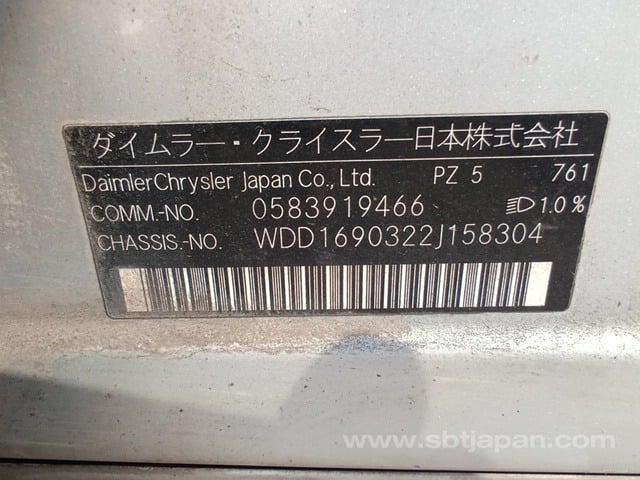 ダイムラー・クライスラー日本株式会社
DaimlerChrysler Japan Co., Ltd. PZ 5 761
COMM.-NO. 0583919466 1.0%
CHASSIS.-NO. WDD1690322J158304
www.sbtjapan.com